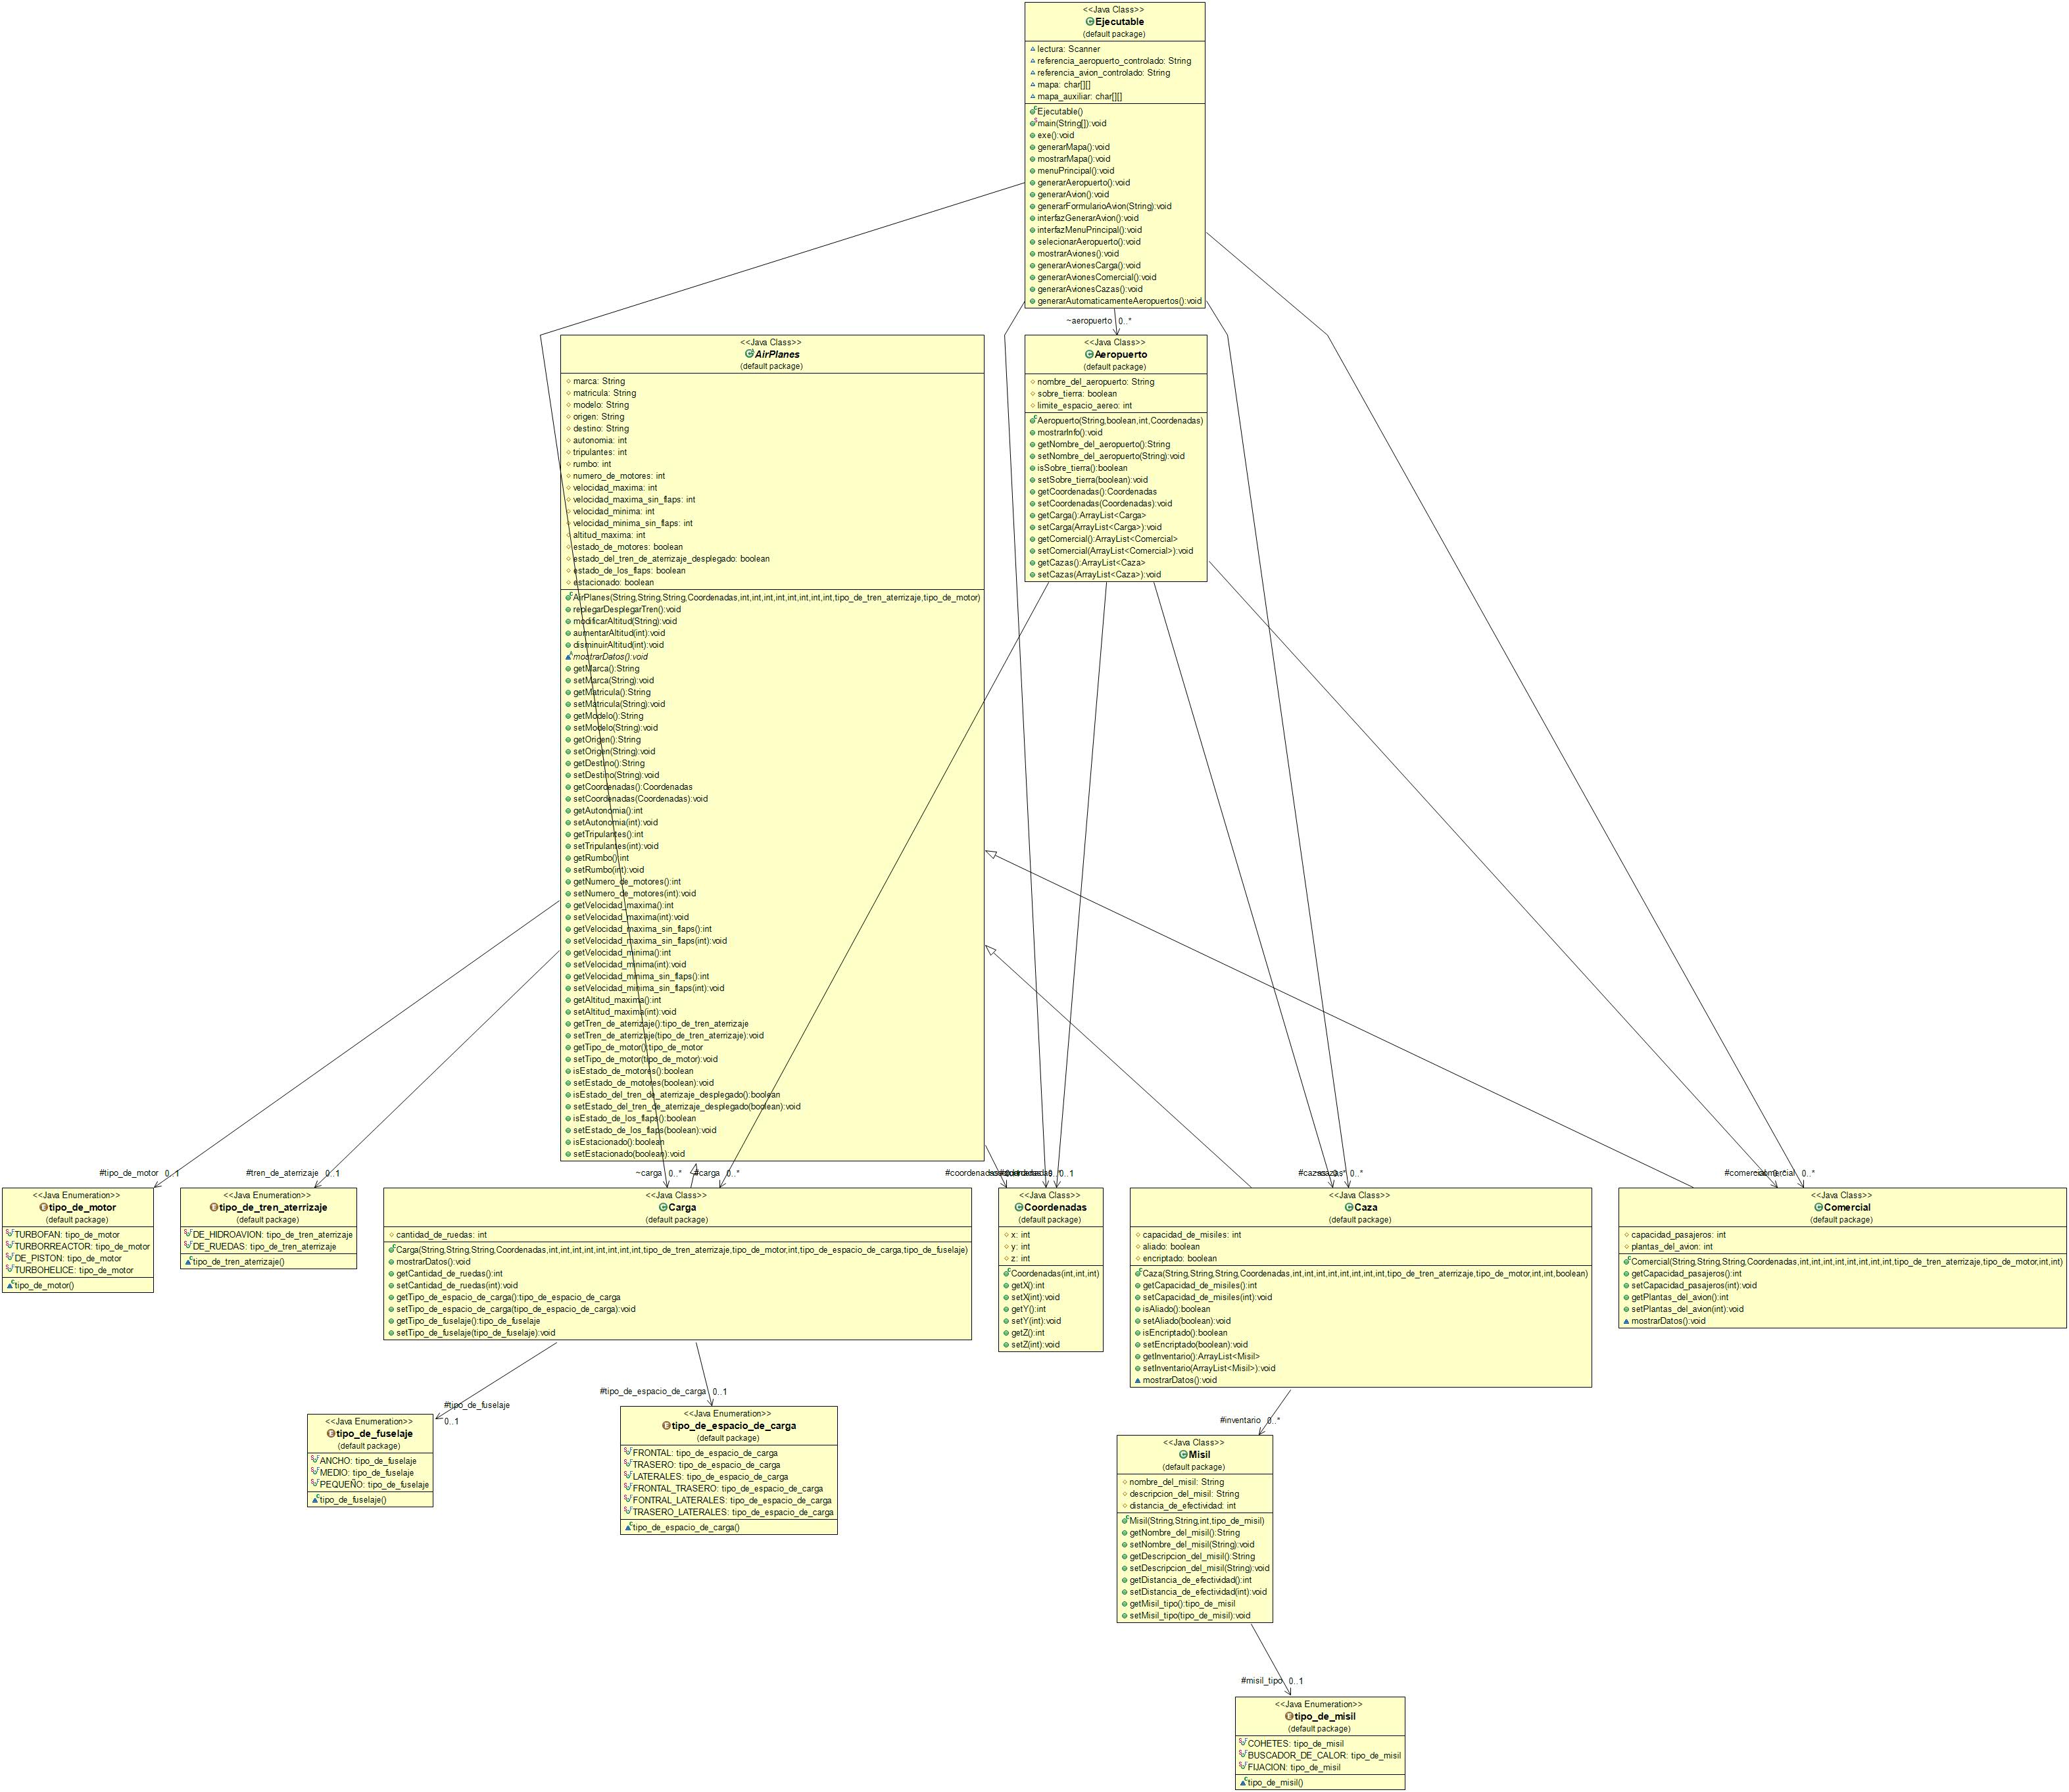 <<Java Class>>
Ejecutable
(default package)
lectura: Scanner
referencia_aeropuerto_controlado: String
referencia_avion_controlado: String
mapa: char[][]
mapa_auxiliar: char[][]
Ejecutable()
main(String[]):void
exe():void
generarMapa():void
mostrarMapa():void
menuPrincipal():void
generarAeropuerto():void
generarAvion():void
generarFormularioAvion(String):void
interfazGenerarAvion():void
interfazMenuPrincipal():void
selecionarAeropuerto():void
mostrarAviones():void
generarAvionesCarga():void
generarAvionesComercial():void
generarAvionesCazas():void
generarAutomaticamenteAeropuertos():void
~aeropuerto 0..*
<<Java Class>>
AirPlanes
(default package)
marca: String
matricula: String
modelo: String
origen: String
destino: String
autonomia: int
tripulantes: int
rumbo: int
numero_de_motores: int
velocidad_maxima: int
velocidad_maxima_sin_flaps: int
velocidad_minima: int
velocidad_minima_sin_flaps: int
altitud_maxima: int
estado_de_motores: boolean
estado_del_tren_de_aterrizaje_desplegado: boolean
estado_de_los_flaps: boolean
estacionado: boolean
AirPlanes(String,String,String,Coordenadas,int,int,int,int,int,int,int,int,tipo_de_tren_aterrizaje,tipo_de_motor)
replegarDesplegarTren():void
modificarAltitud(String):void
aumentarAltitud(int):void
disminuirAltitud(int):void
mostrarDatos():void
getMarca():String
setMarca(String):void
getMatricula():String
setMatricula(String):void
getModelo():String
setModelo(String):void
getOrigen():String
setOrigen(String):void
getDestino():String
setDestino(String):void
getCoordenadas():Coordenadas
setCoordenadas(Coordenadas):void
getAutonomia():int
setAutonomia(int):void
getTripulantes():int
setTripulantes(int):void
getRumbo():int
setRumbo(int):void
getNumero_de_motores():int
setNumero_de_motores(int):void
getVelocidad_maxima():int
setVelocidad_maxima(int):void
getVelocidad_maxima_sin_flaps():int
setVelocidad_maxima_sin_flaps(int):void
getVelocidad_minima():int
setVelocidad_minima(int):void
getVelocidad_minima_sin_flaps():int
setVelocidad_minima_sin_flaps(int):void
getAltitud_maxima():int
setAltitud_maxima(int):void
getTren_de_aterrizaje():tipo_de_tren_aterrizaje
setTren_de_aterrizaje(tipo_de_tren_aterrizaje):void
getTipo_de_motor():tipo_de_motor
setTipo_de_motor(tipo_de_motor):void
isEstado_de_motores():boolean
setEstado_de_motores(boolean):void
isEstado_del_tren_de_aterrizaje_desplegado():boolean
setEstado_del_tren_de_aterrizaje_desplegado(boolean):void
isEstado_de_los_flaps():boolean
setEstado_de_los_flaps(boolean):void
isEstacionado():boolean
setEstacionado(boolean):void
<<Java Class>>
Aeropuerto
(default package)
nombre_del_aeropuerto: String
sobre_tierra: boolean
limite_espacio_aereo: int
Aeropuerto(String,boolean,int,Coordenadas)
mostrarInfo():void
getNombre_del_aeropuerto():String
setNombre_del_aeropuerto(String):void
isSobre_tierra():boolean
setSobre_tierra(boolean):void
getCoordenadas():Coordenadas
setCoordenadas(Coordenadas):void
getCarga():ArrayList<Carga>
setCarga(ArrayList<Carga>):void
getComercial():ArrayList<Comercial>
setComercial(ArrayList<Comercial>):void
getCazas():ArrayList<Caza>
setCazas(ArrayList<Caza>):void
#tipo_de_motor 0..1
#tren_de_aterrizaje 0..1
~carga 0..*
#carga 0..*
#coordenadas
0..1
#cazas
0..*
#comercial
0..*
<<Java Enumeration>>
tipo_de_motor
(default package)
TURBOFAN: tipo_de_motor
TURBORREACTOR: tipo_de_motor
DE_PISTON: tipo_de_motor
TURBOHELICE: tipo_de_motor
tipo_de_motor()
<<Java Enumeration>>
tipo_de_tren_aterrizaje
(default package)
DE_HIDROAVION: tipo_de_tren_aterrizaje
DE_RUEDAS: tipo_de_tren_aterrizaje
tipo_de_tren_aterrizaje()
<<Java Class>>
Carga
(default package)
cantidad_de_ruedas: int
Carga(String,String,String,Coordenadas,int,int,int,int,int,int,int,int,tipo_de_tren_aterrizaje,tipo_de_motor,int,tipo_de_espacio_de_carga,tipo_de_fuselaje)
mostrarDatos():void
getCantidad_de_ruedas():int
setCantidad_de_ruedas(int):void
getTipo_de_espacio_de_carga():tipo_de_espacio_de_carga
setTipo_de_espacio_de_carga(tipo_de_espacio_de_carga):void
getTipo_de_fuselaje():tipo_de_fuselaje
setTipo_de_fuselaje(tipo_de_fuselaje):void
<<Java Class>>
Coordenadas
(default package)
x: int
y: int
z: int
Coordenadas(int,int,int)
getX():int
setX(int):void
getY():int
setY(int):void
getZ():int
setZ(int):void
<<Java Class>>
Caza
(default package)
capacidad_de_misiles: int
aliado: boolean
encriptado: boolean
Caza(String,String,String,Coordenadas,int,int,int,int,int,int,int,int,tipo_de_tren_aterrizaje,tipo_de_motor,int,int,boolean)
getCapacidad_de_misiles():int
setCapacidad_de_misiles(int):void
isAliado():boolean
setAliado(boolean):void
isEncriptado():boolean
setEncriptado(boolean):void
getInventario():ArrayList<Misil>
setInventario(ArrayList<Misil>):void
mostrarDatos():void
<<Java Class>>
Comercial
(default package)
capacidad_pasajeros: int
plantas_del_avion: int
Comercial(String,String,String,Coordenadas,int,int,int,int,int,int,int,int,tipo_de_tren_aterrizaje,tipo_de_motor,int,int)
getCapacidad_pasajeros():int
setCapacidad_pasajeros(int):void
getPlantas_del_avion():int
setPlantas_del_avion(int):void
mostrarDatos():void
#tipo_de_fuselaje
0..1
#tipo_de_espacio_de_carga 0..1
#inventario 0..*
<<Java Enumeration>>
tipo_de_fuselaje
(default package)
ANCHO: tipo_de_fuselaje
MEDIO: tipo_de_fuselaje
PEQUEÑO: tipo_de_fuselaje
tipo_de_fuselaje()
<<Java Enumeration>>
tipo_de_espacio_de_carga
(default package)
FRONTAL: tipo_de_espacio_de_carga
TRASERO: tipo_de_espacio_de_carga
LATERALES: tipo_de_espacio_de_carga
FRONTAL_TRASERO: tipo_de_espacio_de_carga
FONTRAL_LATERALES: tipo_de_espacio_de_carga
TRASERO_LATERALES: tipo_de_espacio_de_carga
tipo_de_espacio_de_carga()
<<Java Class>>
Misil
(default package)
nombre_del_misil: String
descripcion_del_misil: String
distancia_de_efectividad: int
Misil(String,String,int,tipo_de_misil)
getNombre_del_misil():String
setNombre_del_misil(String):void
getDescripcion_del_misil():String
setDescripcion_del_misil(String):void
getDistancia_de_efectividad():int
setDistancia_de_efectividad(int):void
getMisil_tipo():tipo_de_misil
setMisil_tipo(tipo_de_misil):void
#misil_tipo 0..1
<<Java Enumeration>>
tipo_de_misil
(default package)
COHETES: tipo_de_misil
BUSCADOR_DE_CALOR: tipo_de_misil
FIJACION: tipo_de_misil
tipo_de_misil()